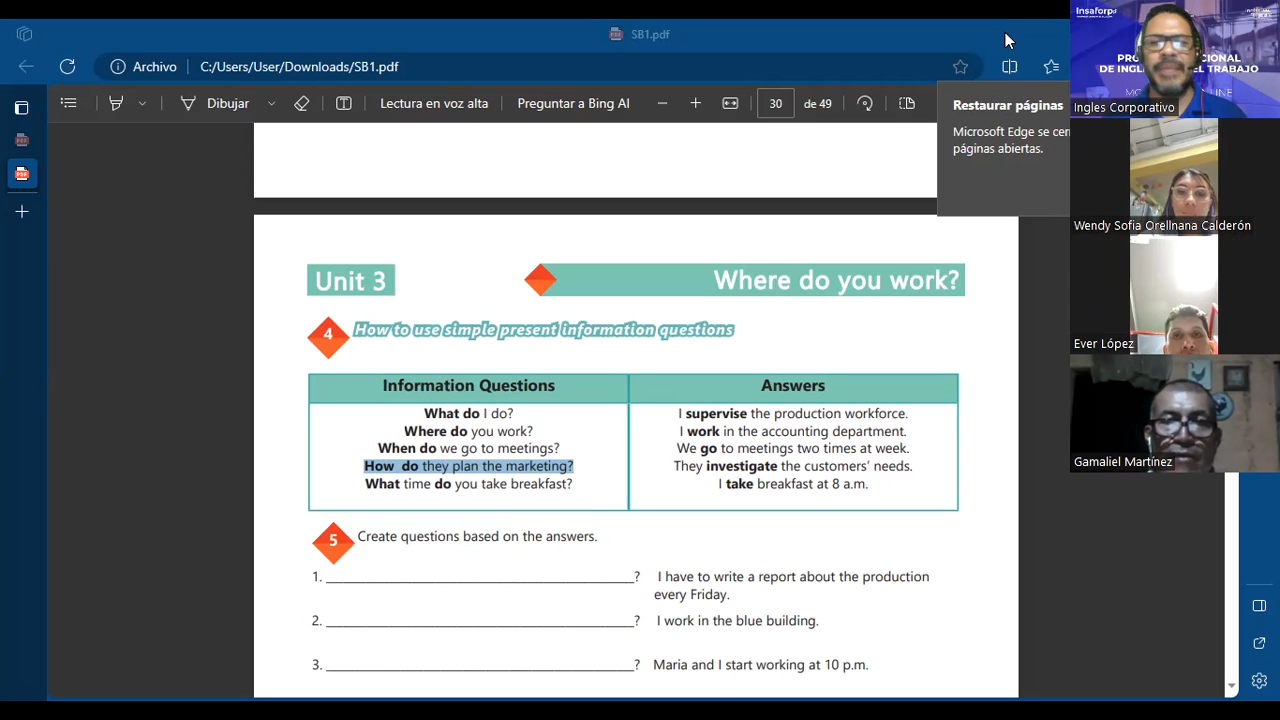 SB1.pdf
Archivo C:/Users/User/Downloads/SB1.pdf
Dibujar Lectura en voz alta Preguntar a Bing AI 30 de 49
Restaurar páginas
Microsoft Edge se cer
páginas abiertas.
Unit 3 Where do you work?
4 How to use simple present information questions
Information Questions Answers
What do I do? I supervise the production workforce.
Where do you work? I work in the accounting department.
When do we go to meetings? We go to meetings two times at week.
How do they plan the marketing? They investigate the customers' needs.
What time do you take breakfast? I take breakfast at 8 a.m.
5 Create questions based on the answers.
1. ________________________________________? I have to write a report about the production
every Friday.
2. ________________________________________? I work in the blue building.
3. ________________________________________? Maria and I start working at 10 p.m.
Insaforp
DE INGL
EL TRABAJO
Ingles Corporativo
Wendy Sofia Orellnana Calderón
Ever López
Gamaliel Martínez